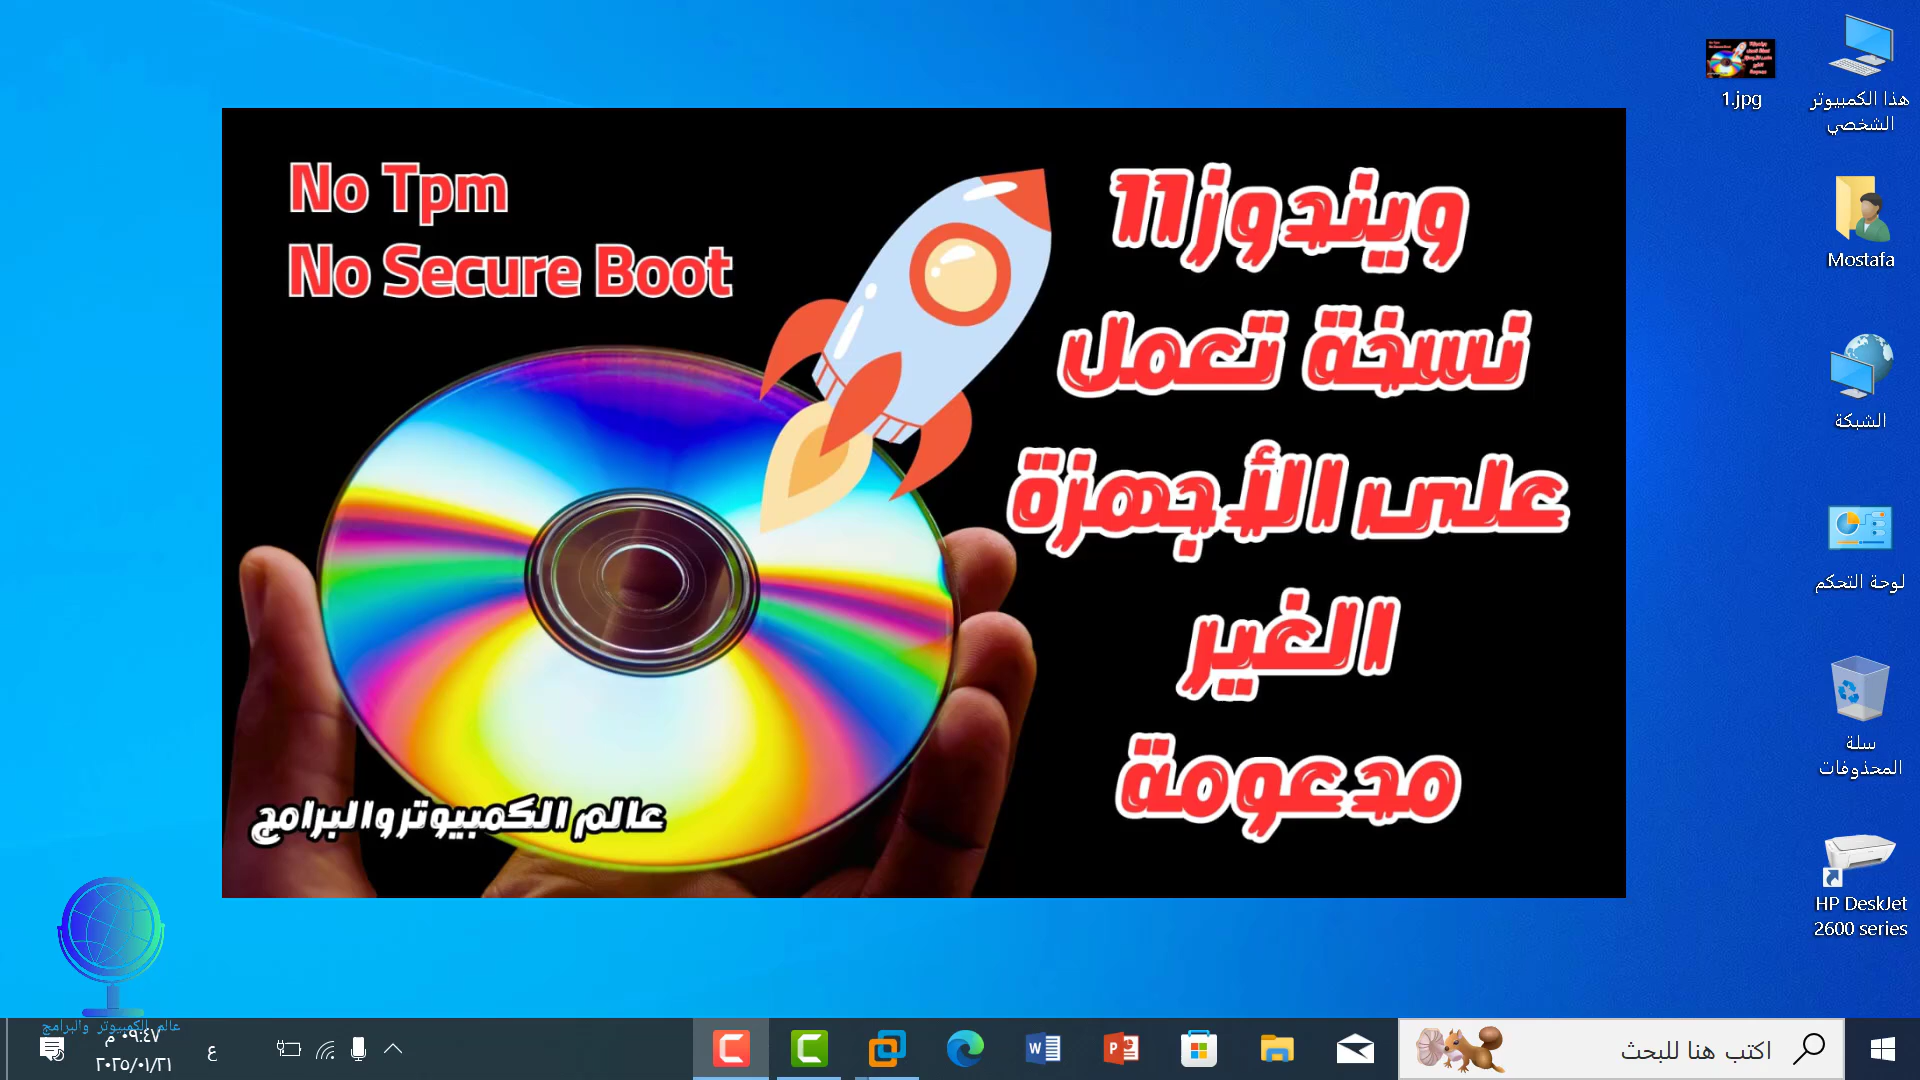 No Tpm
No Secure Boot
ويندوز11
نسخة تعمل
على الأجهزة
الغير
مدعومة
عالم الكمبيوتر والبرامج
1.jpg
هذا الكمبيوتر
الشخصي
Mostafa
الشبكة
لوحة التحكم
سلة
المحذوفات
HP DeskJet
2600 series
عالم الكمبيوتر والبرامج
٠٩:٤٧ م
٢٠٢٥/٠١/٢١
ع
اكتب هنا للبحث